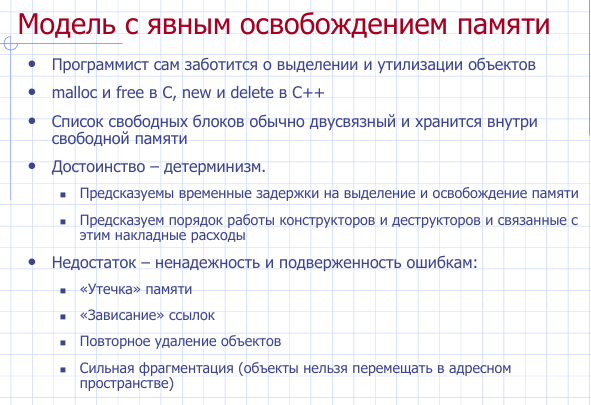 Модель с явным освобождением памяти
Программист сам заботится о выделении и утилизации объектов
malloc и free в C, new и delete в C++
Список свободных блоков обычно двусвязный и хранится внутри
свободной памяти
Достоинство – детерминизм.
Предсказуемы временные задержки на выделение и освобождение памяти
Предсказуем порядок работы конструкторов и деструкторов и связанные с
этим накладные расходы
Недостаток – ненадежность и подверженность ошибкам:
«Утечка» памяти
«Зависание» ссылок
Повторное удаление объектов
Сильная фрагментация (объекты нельзя перемещать в адресном
пространстве)